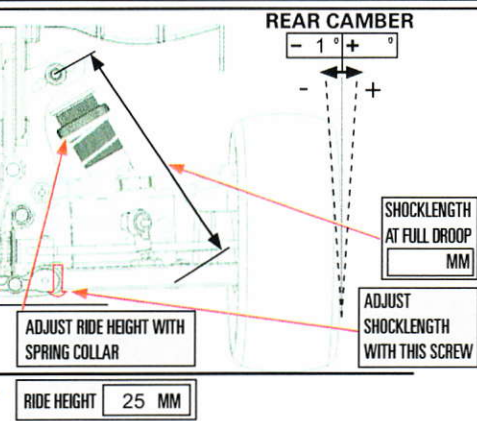 REAR CAMBER
- 1 ° + °
- +
SHOCKLENGTH
AT FULL DROOP
MM
ADJUST
SHOCKLENGTH
WITH THIS SCREW
ADJUST RIDE HEIGHT WITH
SPRING COLLAR
RIDE HEIGHT 25 MM